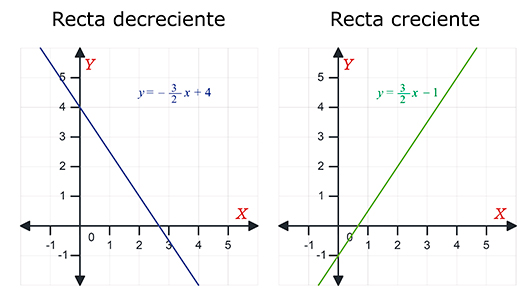 Recta decreciente
Y
5
4
3
2
1
-1
y = - 3/2 x + 4
X
-1 0 1 2 3 4 5
Recta creciente
Y
5
4
3
2
1
-1
y = 3/2 x - 1
X
-1 0 1 2 3 4 5